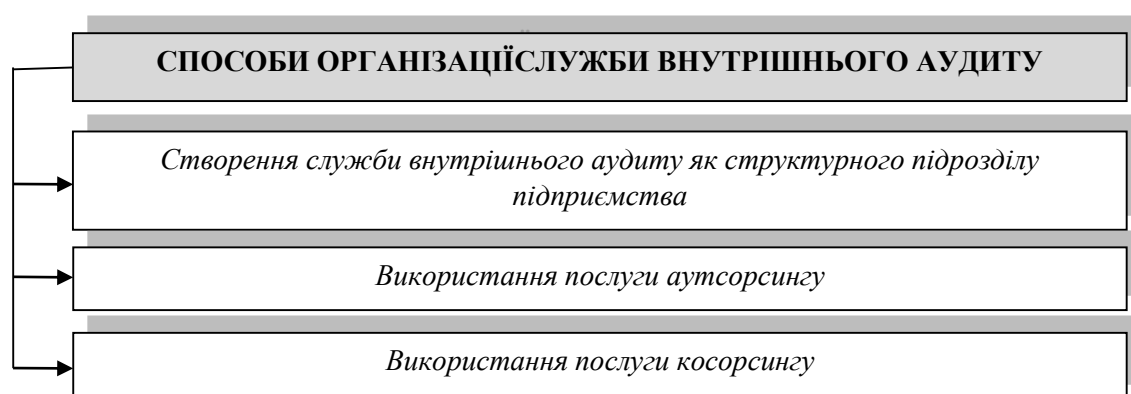 СПОСОБИ ОРГАНІЗАЦІЇСЛУЖБИ ВНУТРІШНЬОГО АУДИТУ
Створення служби внутрішнього аудиту як структурного підрозділу
підприємства
Використання послуги аутсорсингу
Використання послуги косорсингу